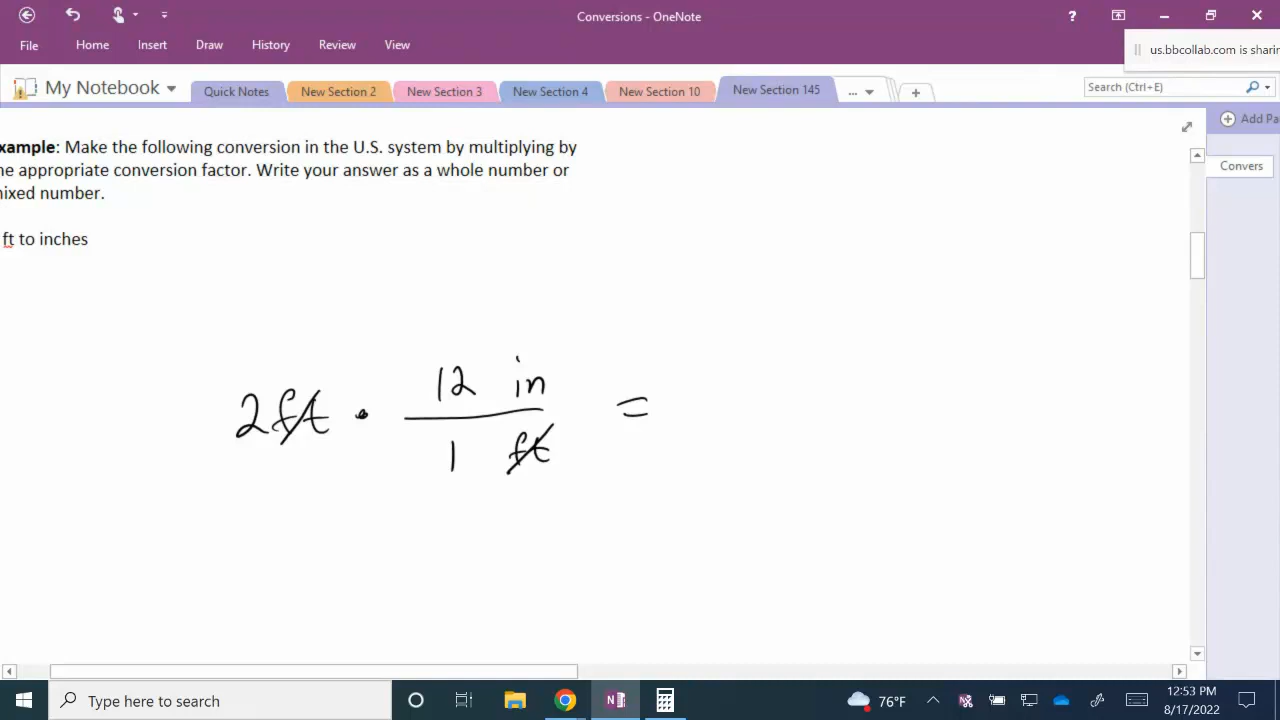 Conversions - OneNote
?
File Home Insert Draw History Review View
us.bbcollab.com is sharin
My Notebook Quick Notes New Section 2 New Section 3 New Section 4 New Section 10 New Section 145 ... + Search (Ctrl+E)
Add Pa
Convers
xample: Make the following conversion in the U.S. system by multiplying by
he appropriate conversion factor. Write your answer as a whole number or
nixed number.
ft to inches
2ft · 12 in =
1 ft
Type here to search
76°F
12:53 PM
8/17/2022